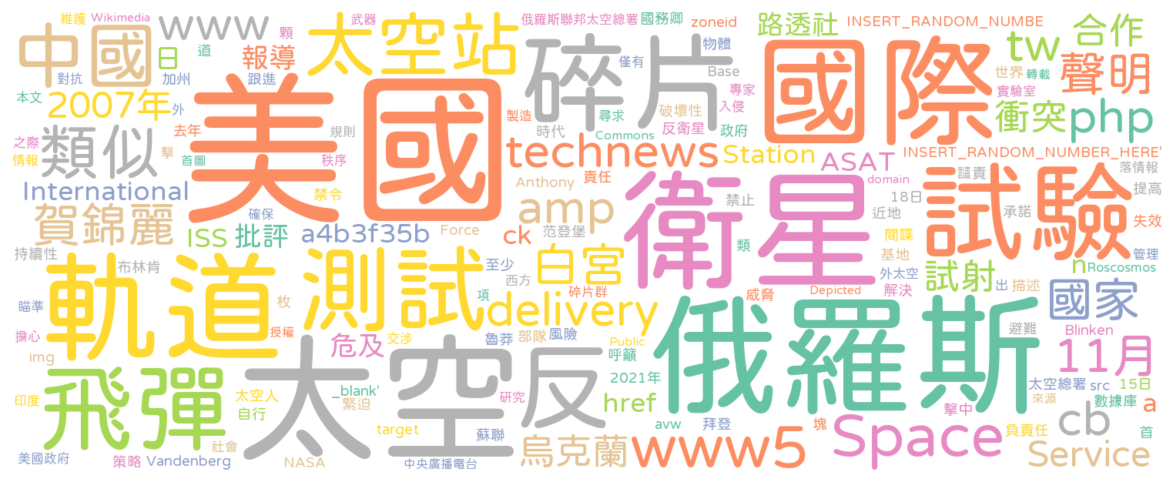 維護 Wikimedia 顆 武器 俄羅斯聯邦太空總署 國務卿 zoneid 路透社 INSERT_RANDOM_NUMBE 合作
中國 www 道 太空站 碎片 僅有 物體 國際 tw 世界 轉載
對抗 日 加州 報導 跟進 Base 專家 實驗室 聲明
本文 2007年 外 美國 製造 尋求 破壞性 入侵 衝突 php
之際 類似 去年 規則 時代 Commons 反衛星 政府
情報 擊 首圖 秩序 technews Station ASAT INSERT_RANDOM_NUMBER_HERE'
International 禁令 Anthony 責任 衛星 domain 譴責 試驗 落情報
賀錦麗 確保 amp 禁止 18日 承諾 提高
ISS 批評 a4b3f35b Force ck 范登堡 近地 失效
持續性 布林肯 至少 西方 白宮 類 間諜 基地 n 管理
軌道 測試 項 碎片群 外太空 試射 Roscosmos
瞄準 枚 delivery 威脅 Depicted 解決 出 描述 國家
擔心 授權 危及 交涉 魯莽 部隊 風險 俄羅斯 避難 Blinken
img Public 呼籲 11月
飛彈 太空 反 _blank' 2021年 太空總署 src 15日
印度 太空人 緊迫 研究 href 來源 數據庫 a
自行 target avw 拜登 塊 擊中 cb 首
社會 蘇聯 烏克蘭 www5 Space 負責任
美國政府 策略 Vandenberg NASA 中央廣播電台 Service